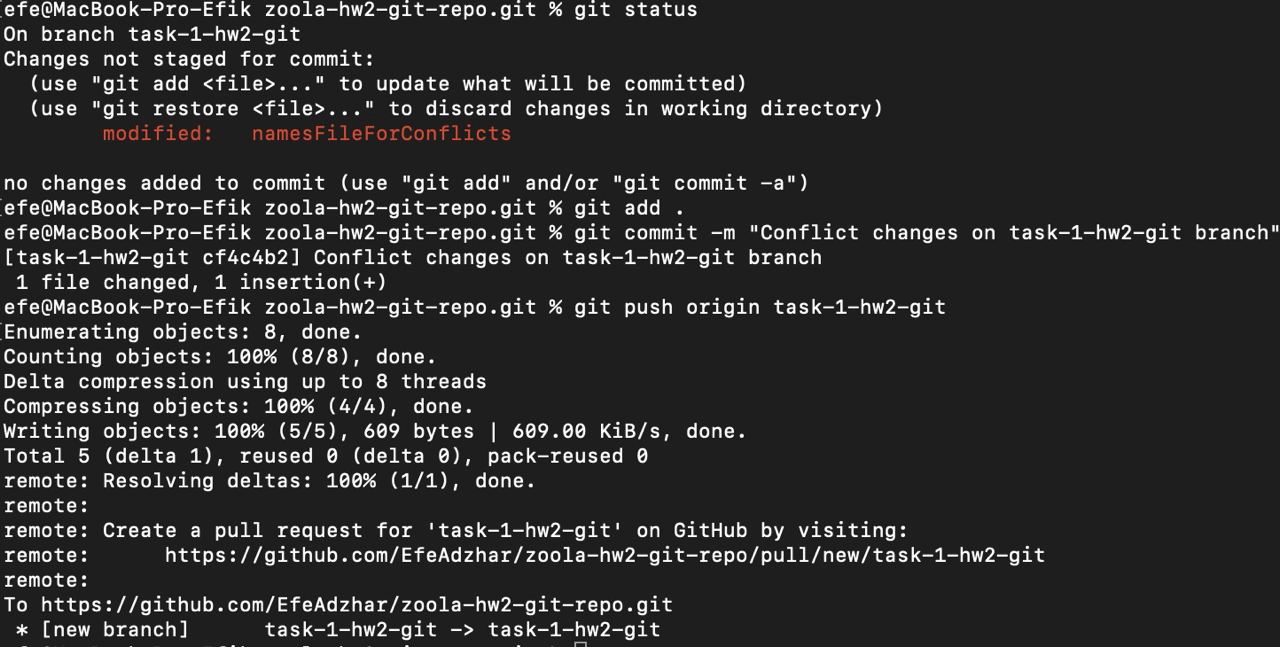 efe@MacBook-Pro-Efik zoola-hw2-git-repo.git % git status
On branch task-1-hw2-git
Changes not staged for commit:
  (use "git add <file>..." to update what will be committed)
  (use "git restore <file>..." to discard changes in working directory)
        modified:   namesFileForConflicts

no changes added to commit (use "git add" and/or "git commit -a")
efe@MacBook-Pro-Efik zoola-hw2-git-repo.git % git add .
efe@MacBook-Pro-Efik zoola-hw2-git-repo.git % git commit -m "Conflict changes on task-1-hw2-git branch"
[task-1-hw2-git cf4c4b2] Conflict changes on task-1-hw2-git branch
 1 file changed, 1 insertion(+)
efe@MacBook-Pro-Efik zoola-hw2-git-repo.git % git push origin task-1-hw2-git
Enumerating objects: 8, done.
Counting objects: 100% (8/8), done.
Delta compression using up to 8 threads
Compressing objects: 100% (4/4), done.
Writing objects: 100% (5/5), 609 bytes | 609.00 KiB/s, done.
Total 5 (delta 1), reused 0 (delta 0), pack-reused 0
remote: Resolving deltas: 100% (1/1), done.
remote:
remote: Create a pull request for 'task-1-hw2-git' on GitHub by visiting:
remote:      https://github.com/EfeAdzhar/zoola-hw2-git-repo/pull/new/task-1-hw2-git
remote:
To https://github.com/EfeAdzhar/zoola-hw2-git-repo.git
 * [new branch]      task-1-hw2-git -> task-1-hw2-git